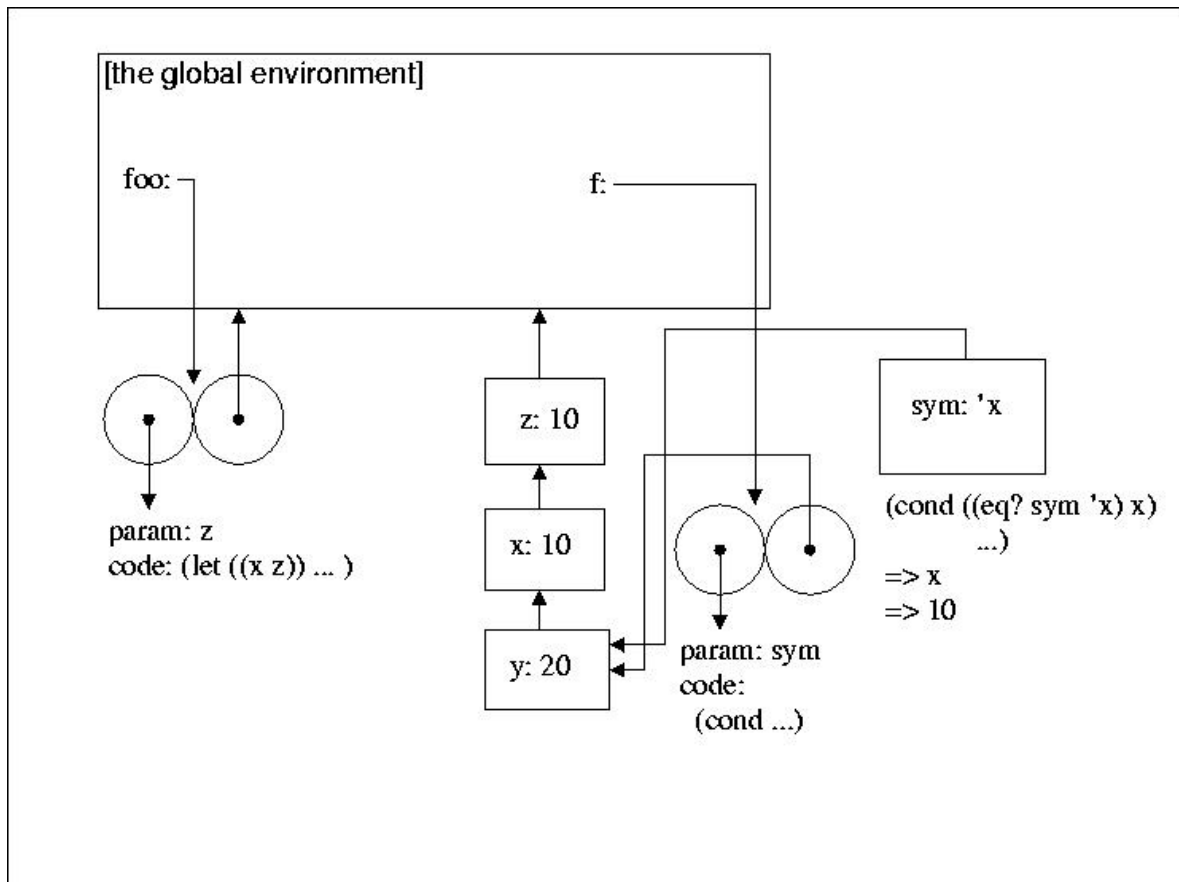 [the global environment]
foo:
f:
z: 10
sym: 'x
x: 10
(cond ((eq? sym 'x) x)
...)
=> x
=> 10
param: z
code: (let ((x z)) ... )
y: 20
param: sym
code:
(cond ...)